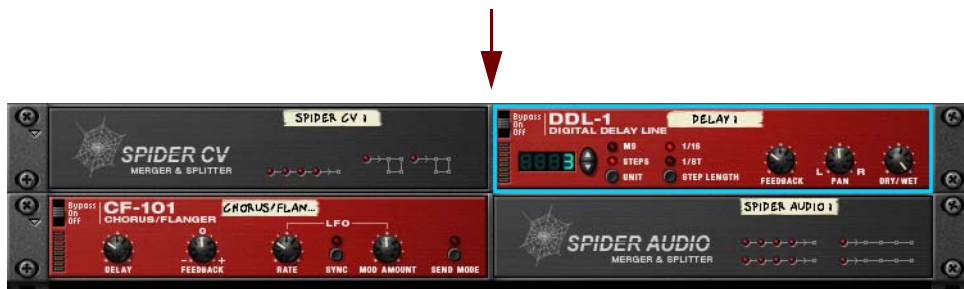 SPIDER CV 1
SPIDER CV
MERGER & SPLITTER
Bypass
On
Off
DDL-1
DIGITAL DELAY LINE
DELAY 1
3
MS
STEPS
UNIT
1/16
1/8T
STEP LENGTH
FEEDBACK
L R
PAN
DRY/WET
Bypass
On
Off
CF-101
CHORUS/FLANGER
CHORUS/FLAN...
DELAY
0
- +
FEEDBACK
LFO
RATE
SYNC
MOD AMOUNT
SEND MODE
SPIDER AUDIO 1
SPIDER AUDIO
MERGER & SPLITTER